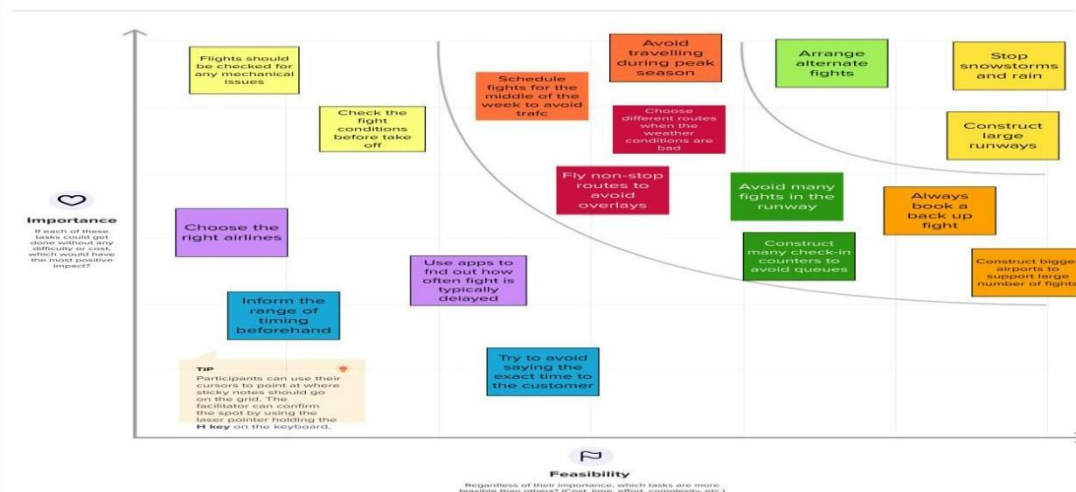 Flights should
be checked for
any mechanical
issues
Check the
fight
conditions
before take
off
Schedule
fights for the
middle of the
week to avoid
trafc
Avoid
travelling
during peak
season
Choose
different routes
when the
weather
conditions are
bad
Arrange
alternate
fights
Stop
snowstorms
and rain
Construct
large
runways
Fly non-stop
routes to
avoid
overlays
Avoid many
fights in the
runway
Always
book a
back up
fight
Importance
If each of these
tasks could get
done without any
difficulty or cost,
which would have
the most positive
impact?
Choose the
right airlines
Use apps to
fnd out how
often fight is
typically
delayed
Construct
many check-in
counters to
avoid queues
Construct bigger
airports to
support large
number of fights
Inform the
range of
timing
beforehand
Try to avoid
saying the
exact time to
the customer
TIP
Participants can use their
cursors to point at where
sticky notes should go
on the grid. The
facilitator can confirm
the spot by using the
laser pointer holding the
H key on the keyboard.
Feasibility
Regardless of their importance, which tasks are more
feasible than others? (Cost, time, effort, complexity, etc.)